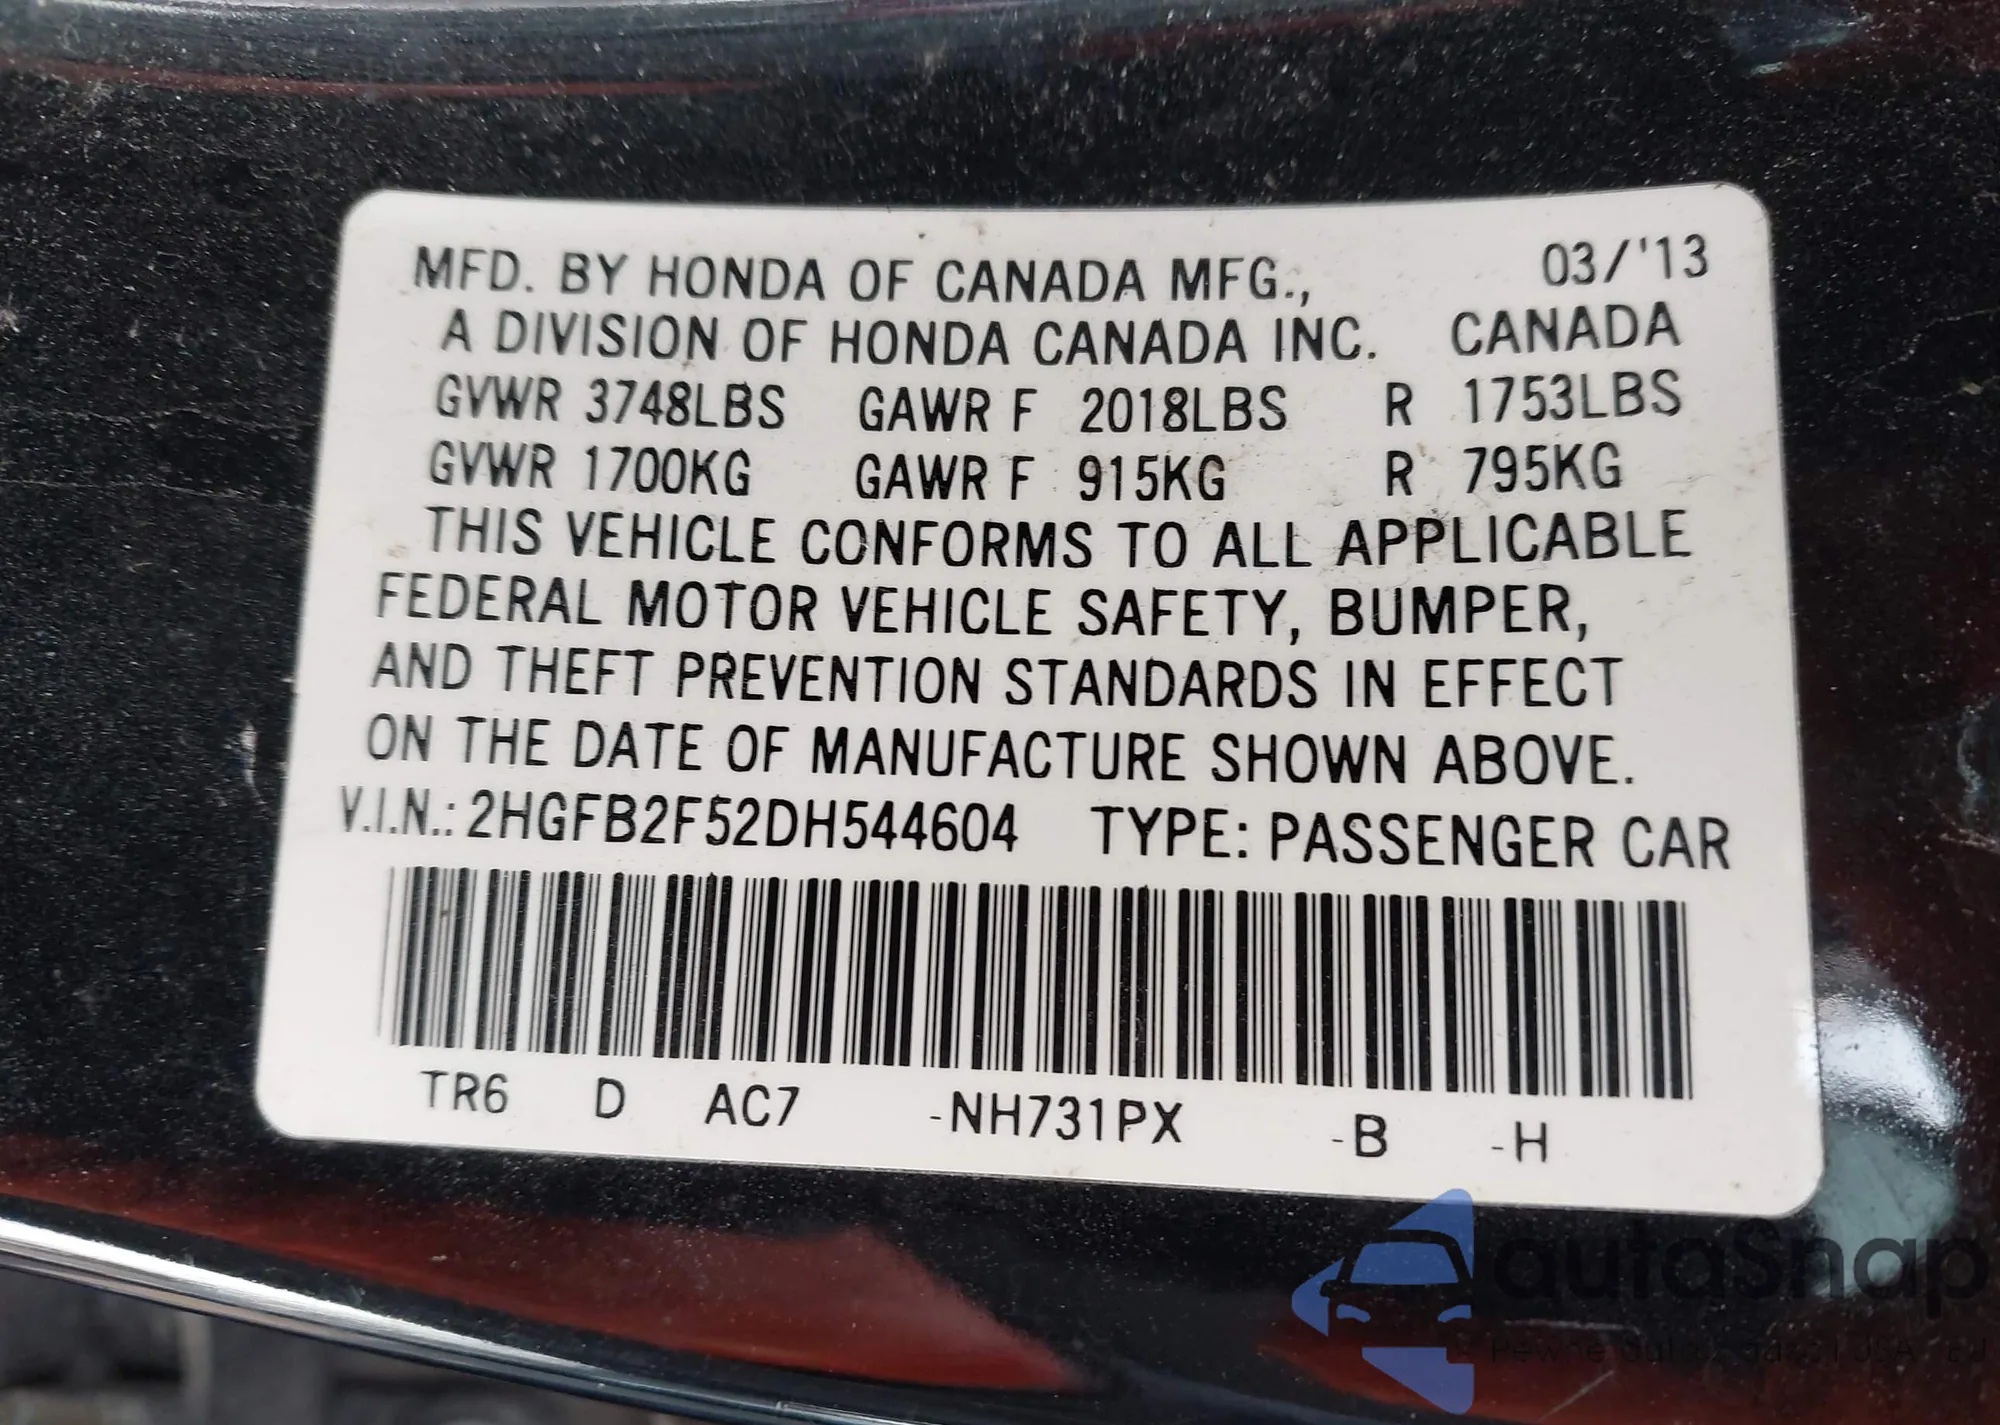 MFD. BY HONDA OF CANADA MFG., 03/'13
A DIVISION OF HONDA CANADA INC. CANADA
GVWR 3748LBS GAWR F 2018LBS R 1753LBS
GVWR 1700KG GAWR F 915KG R 795KG
THIS VEHICLE CONFORMS TO ALL APPLICABLE
FEDERAL MOTOR VEHICLE SAFETY, BUMPER,
AND THEFT PREVENTION STANDARDS IN EFFECT
ON THE DATE OF MANUFACTURE SHOWN ABOVE.
V.I.N.: 2HGFB2F52DH544604 TYPE: PASSENGER CAR
TR6 D AC7 -NH731PX -B -H
autoSnap
Pewne auta z